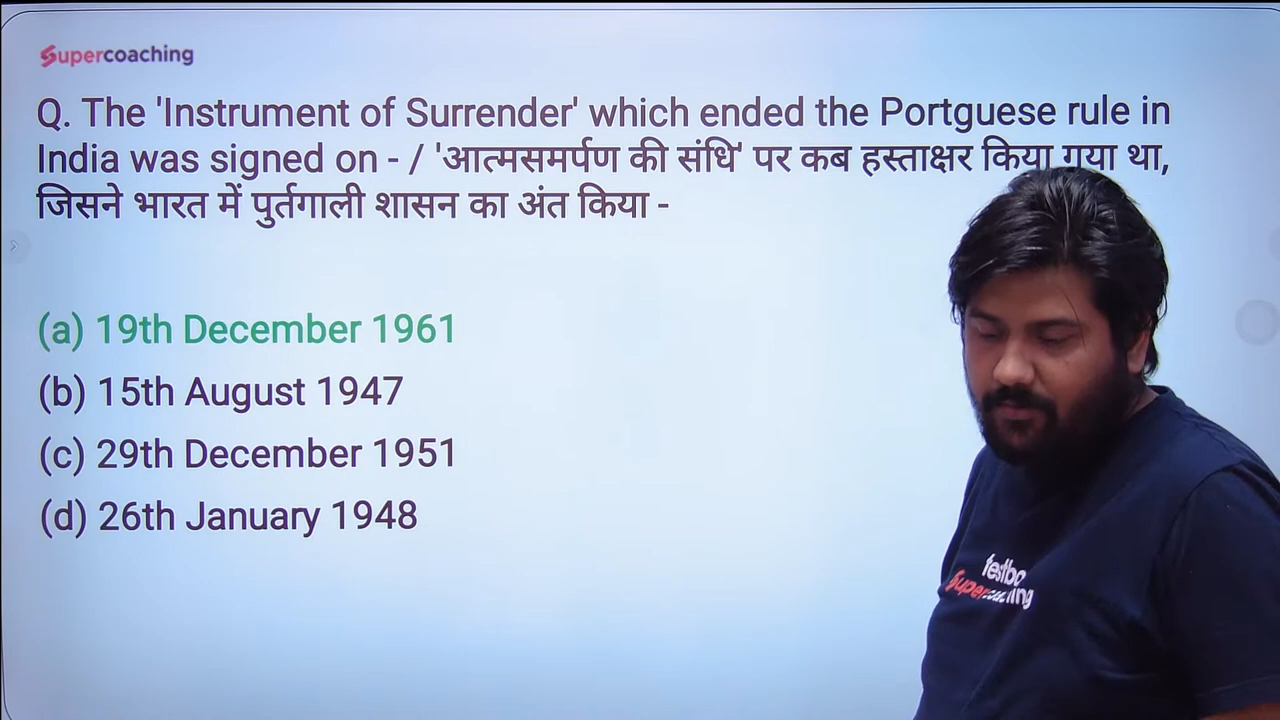 Supercoaching
Q. The 'Instrument of Surrender' which ended the Portguese rule in
India was signed on - / 'आत्मसमर्पण की संधि' पर कब हस्ताक्षर किया गया था,
जिसने भारत में पुर्तगाली शासन का अंत किया -
(a) 19th December 1961
(b) 15th August 1947
(c) 29th December 1951
(d) 26th January 1948
Supercoaching